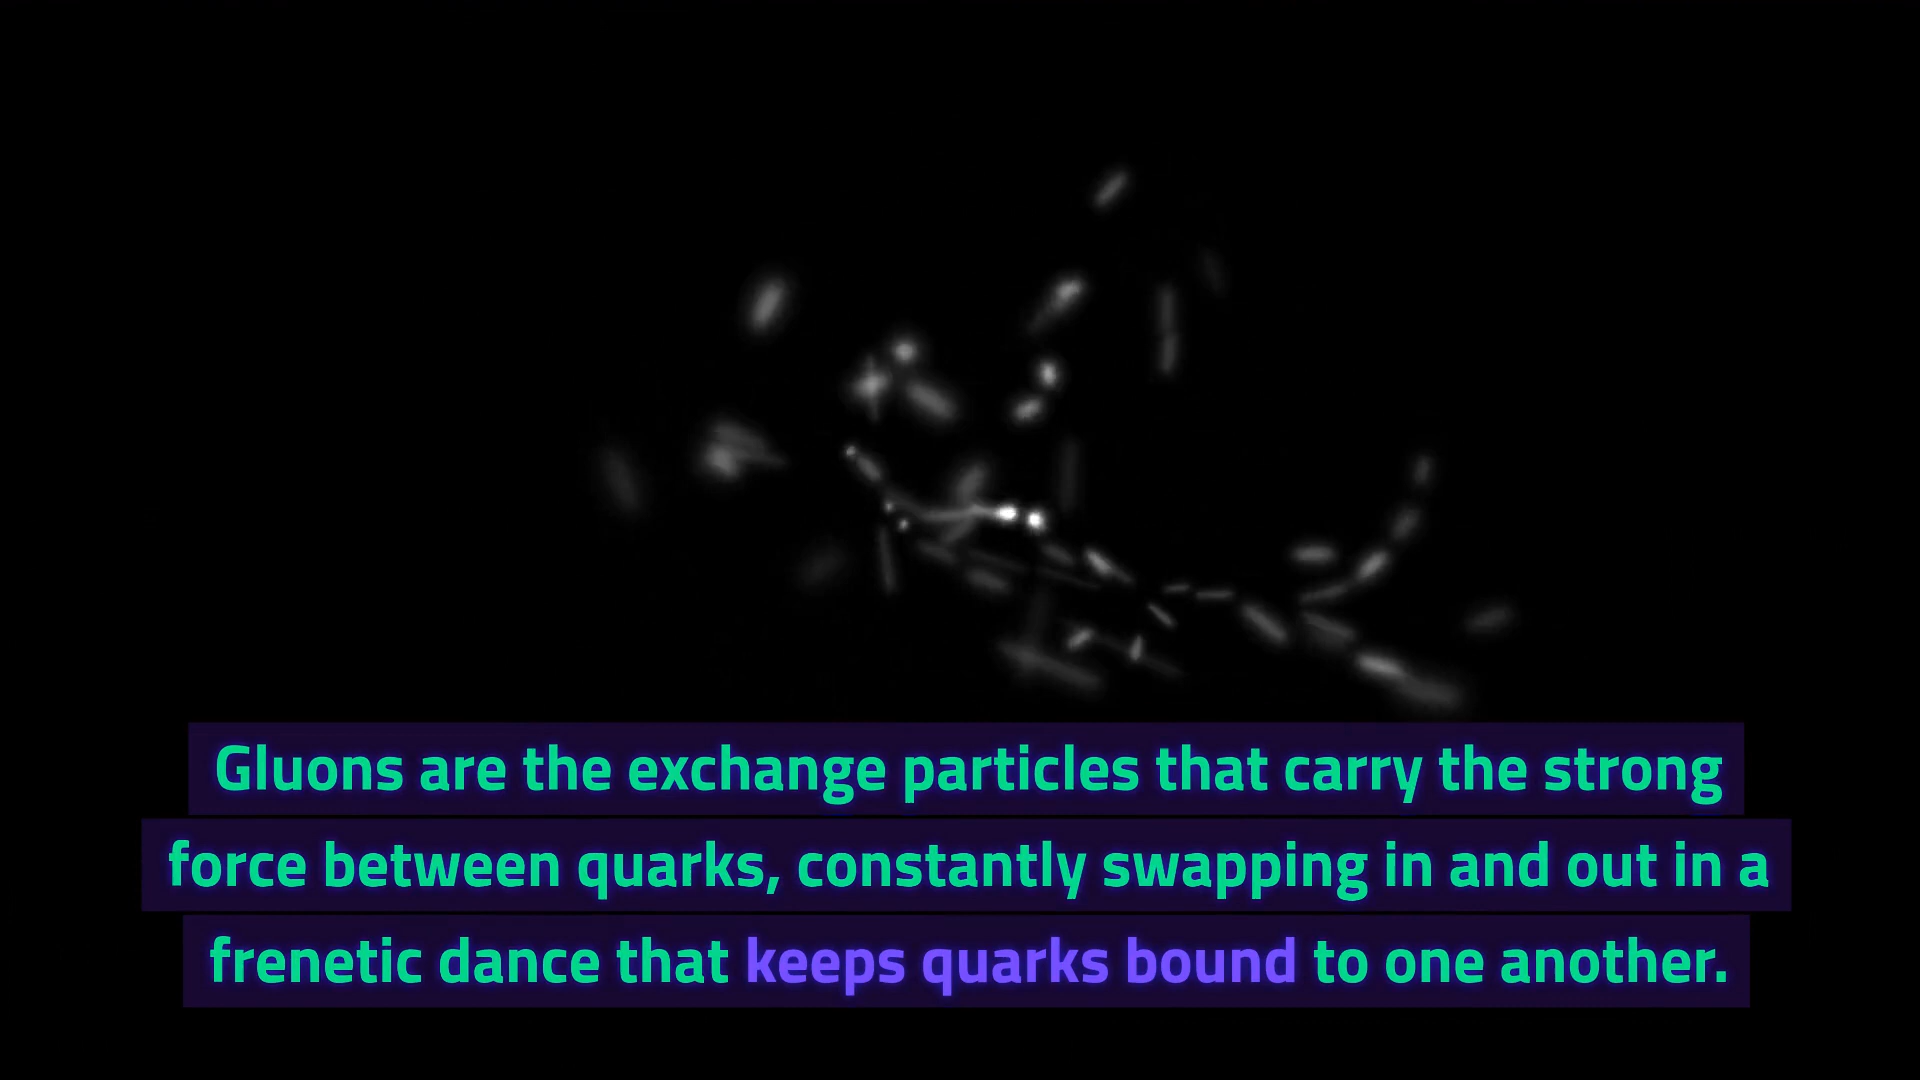 Gluons are the exchange particles that carry the strong
force between quarks, constantly swapping in and out in a
frenetic dance that keeps quarks bound to one another.